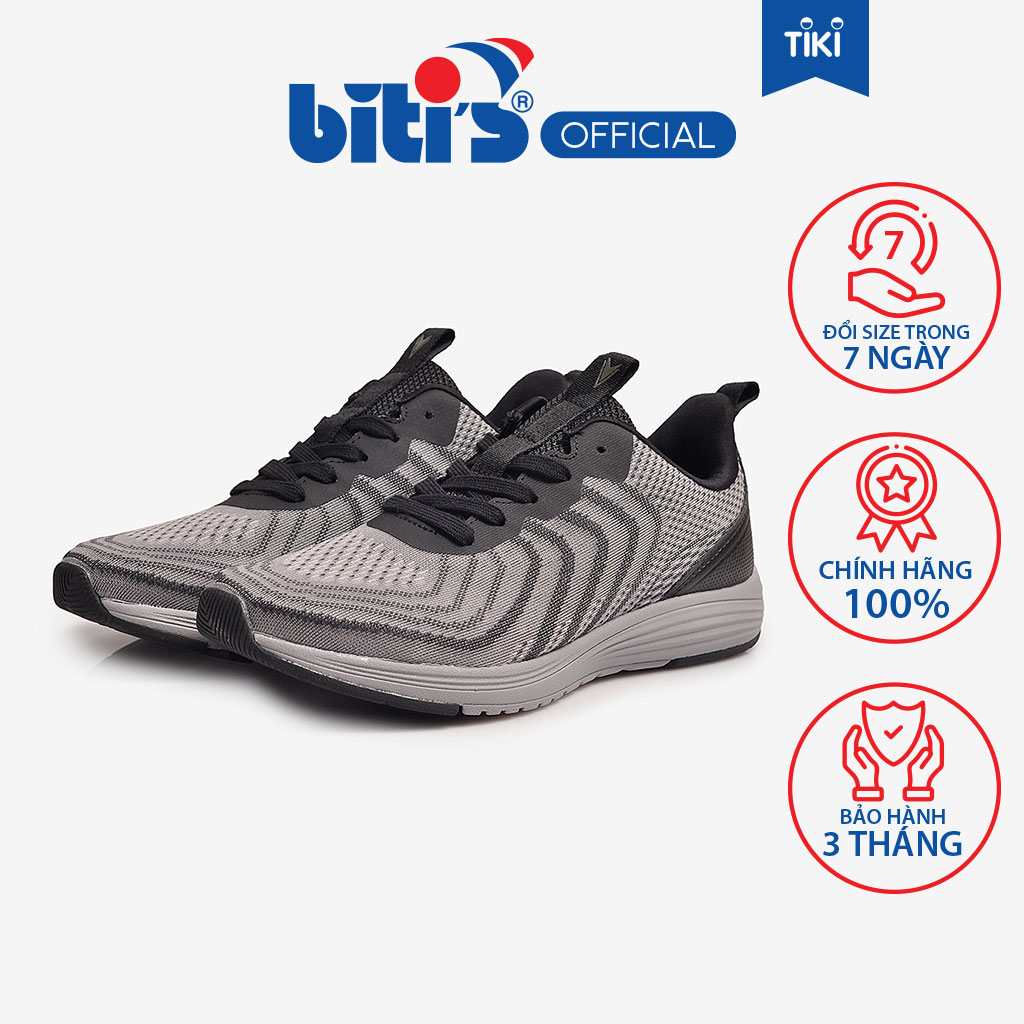 TIKI
biti's®
OFFICIAL
7
ĐỔI SIZE TRONG
7 NGÀY
CHÍNH HÃNG
100%
BẢO HÀNH
3 THÁNG